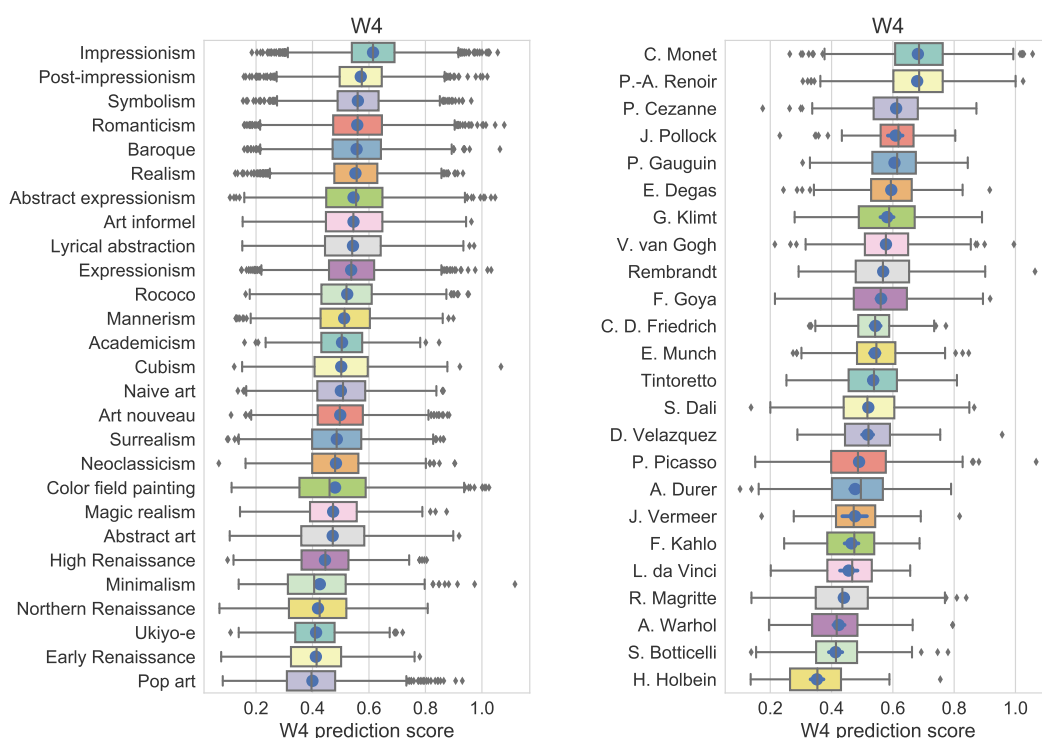 W4
Impressionism
Post-impressionism
Symbolism
Romanticism
Baroque
Realism
Abstract expressionism
Art informel
Lyrical abstraction
Expressionism
Rococo
Mannerism
Academicism
Cubism
Naive art
Art nouveau
Surrealism
Neoclassicism
Color field painting
Magic realism
Abstract art
High Renaissance
Minimalism
Northern Renaissance
Ukiyo-e
Early Renaissance
Pop art
0.2 0.4 0.6 0.8 1.0
W4 prediction score
W4
C. Monet
P.-A. Renoir
P. Cezanne
J. Pollock
P. Gauguin
E. Degas
G. Klimt
V. van Gogh
Rembrandt
F. Goya
C. D. Friedrich
E. Munch
Tintoretto
S. Dali
D. Velazquez
P. Picasso
A. Durer
J. Vermeer
F. Kahlo
L. da Vinci
R. Magritte
A. Warhol
S. Botticelli
H. Holbein
0.2 0.4 0.6 0.8 1.0
W4 prediction score